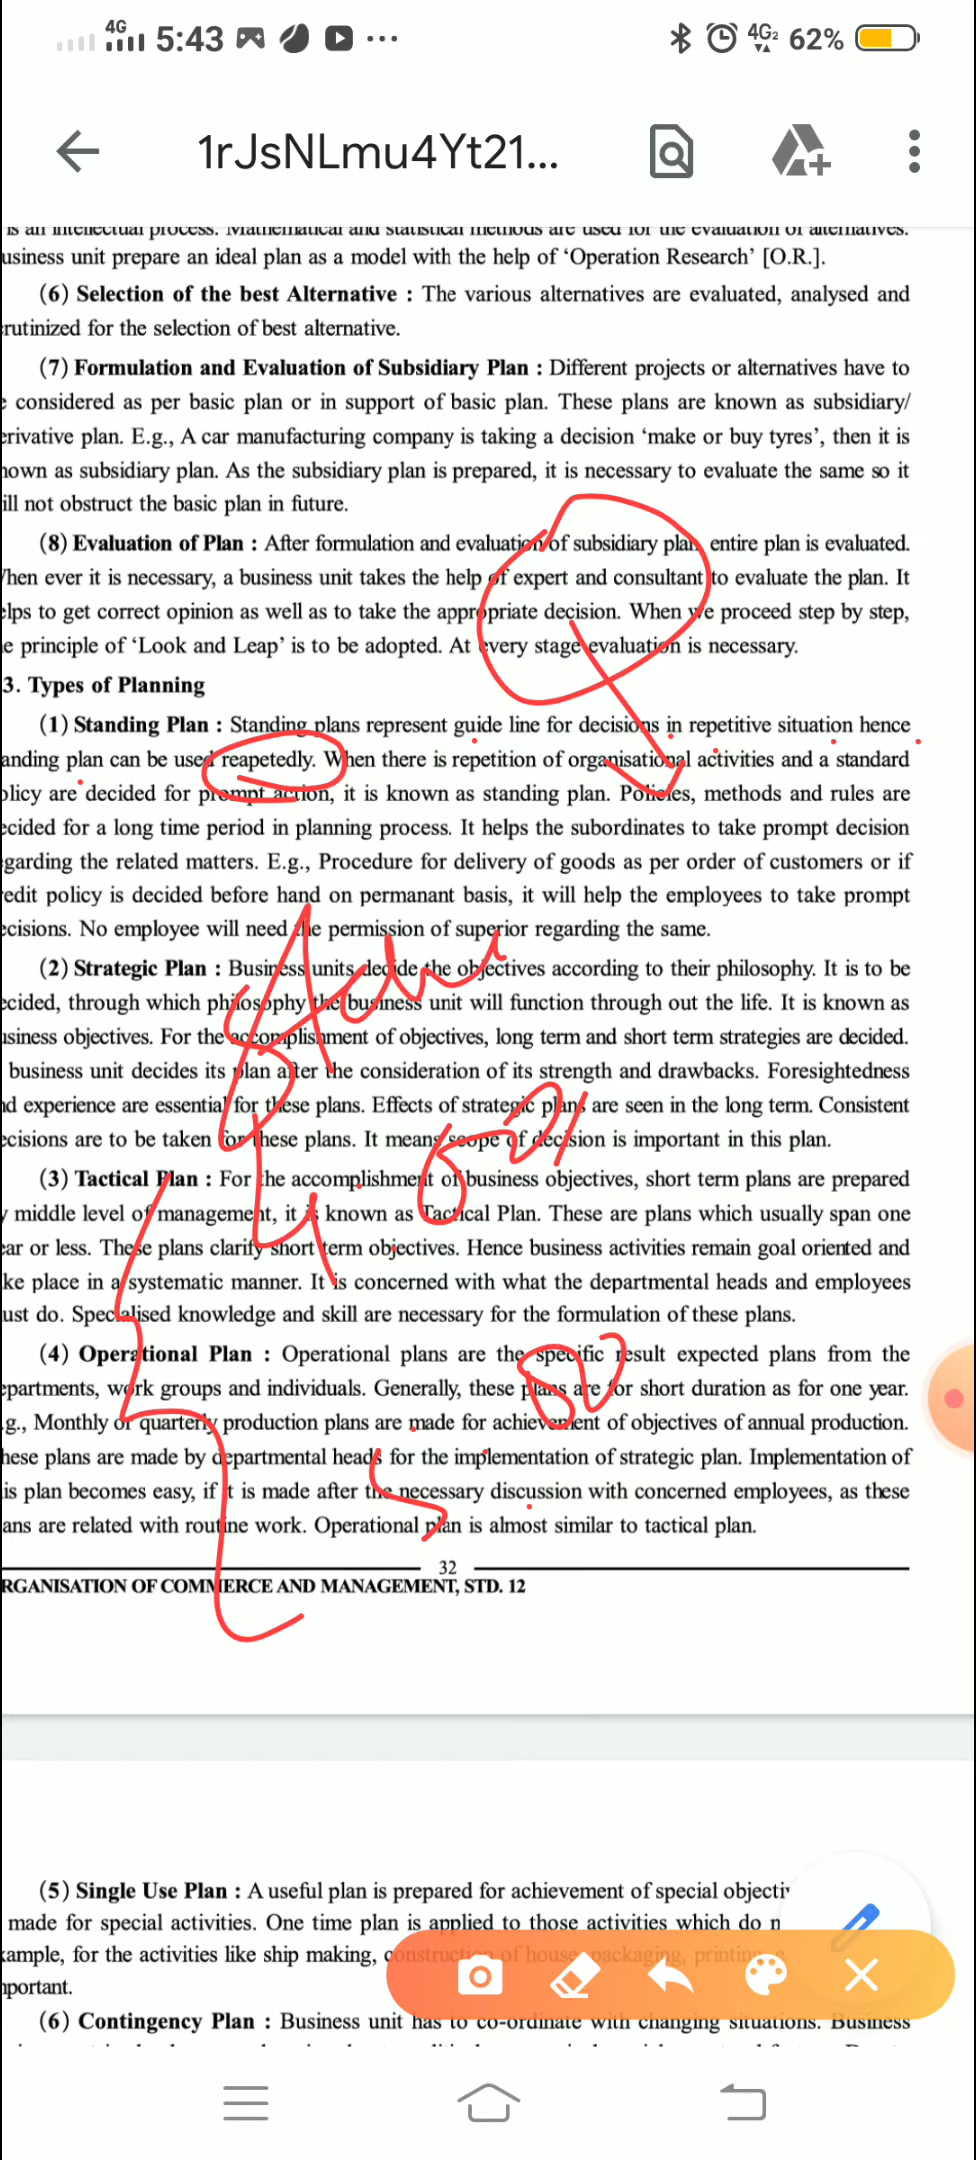 4G 5:43 4G2 62%
1rJsNLmu4Yt21...
is an intellectual process. Mathematical and statistical methods are used for the evaluation of alternatives.
usiness unit prepare an ideal plan as a model with the help of ‘Operation Research’ [O.R.].
(6) Selection of the best Alternative : The various alternatives are evaluated, analysed and
rutinized for the selection of best alternative.
(7) Formulation and Evaluation of Subsidiary Plan : Different projects or alternatives have to
e considered as per basic plan or in support of basic plan. These plans are known as subsidiary/
erivative plan. E.g., A car manufacturing company is taking a decision ‘make or buy tyres’, then it is
nown as subsidiary plan. As the subsidiary plan is prepared, it is necessary to evaluate the same so it
ill not obstruct the basic plan in future.
(8) Evaluation of Plan : After formulation and evaluation of subsidiary plan entire plan is evaluated.
hen ever it is necessary, a business unit takes the help of expert and consultant to evaluate the plan. It
elps to get correct opinion as well as to take the appropriate decision. When we proceed step by step,
e principle of ‘Look and Leap’ is to be adopted. At every stage evaluation is necessary.
3. Types of Planning
(1) Standing Plan : Standing plans represent guide line for decisions in repetitive situation hence
anding plan can be used reapetedly. When there is repetition of organisational activities and a standard
olicy are decided for prompt action, it is known as standing plan. Policies, methods and rules are
ecided for a long time period in planning process. It helps the subordinates to take prompt decision
garding the related matters. E.g., Procedure for delivery of goods as per order of customers or if
redit policy is decided before hand on permanant basis, it will help the employees to take prompt
ecisions. No employee will need the permission of superior regarding the same.
(2) Strategic Plan : Business units decide the objectives according to their philosophy. It is to be
ecided, through which philosophy the business unit will function through out the life. It is known as
usiness objectives. For the accomplishment of objectives, long term and short term strategies are decided.
business unit decides its plan after the consideration of its strength and drawbacks. Foresightedness
nd experience are essential for these plans. Effects of strategic plans are seen in the long term. Consistent
ecisions are to be taken for these plans. It means scope of decision is important in this plan.
(3) Tactical Plan : For the accomplishment of business objectives, short term plans are prepared
y middle level of management, it is known as Tactical Plan. These are plans which usually span one
ear or less. These plans clarify short term objectives. Hence business activities remain goal oriented and
ke place in a systematic manner. It is concerned with what the departmental heads and employees
ust do. Specialised knowledge and skill are necessary for the formulation of these plans.
(4) Operational Plan : Operational plans are the specific result expected plans from the
epartments, work groups and individuals. Generally, these plans are for short duration as for one year.
.g., Monthly or quarterly production plans are made for achievement of objectives of annual production.
hese plans are made by departmental heads for the implementation of strategic plan. Implementation of
is plan becomes easy, if it is made after the necessary discussion with concerned employees, as these
ans are related with routine work. Operational plan is almost similar to tactical plan.
32
RGANISATION OF COMMERCE AND MANAGEMENT, STD. 12
(5) Single Use Plan : A useful plan is prepared for achievement of special objectiv
made for special activities. One time plan is applied to those activities which do n
xample, for the activities like ship making, construction of house, packaging, printing,
mportant.
(6) Contingency Plan : Business unit has to co-ordinate with changing situations. Business